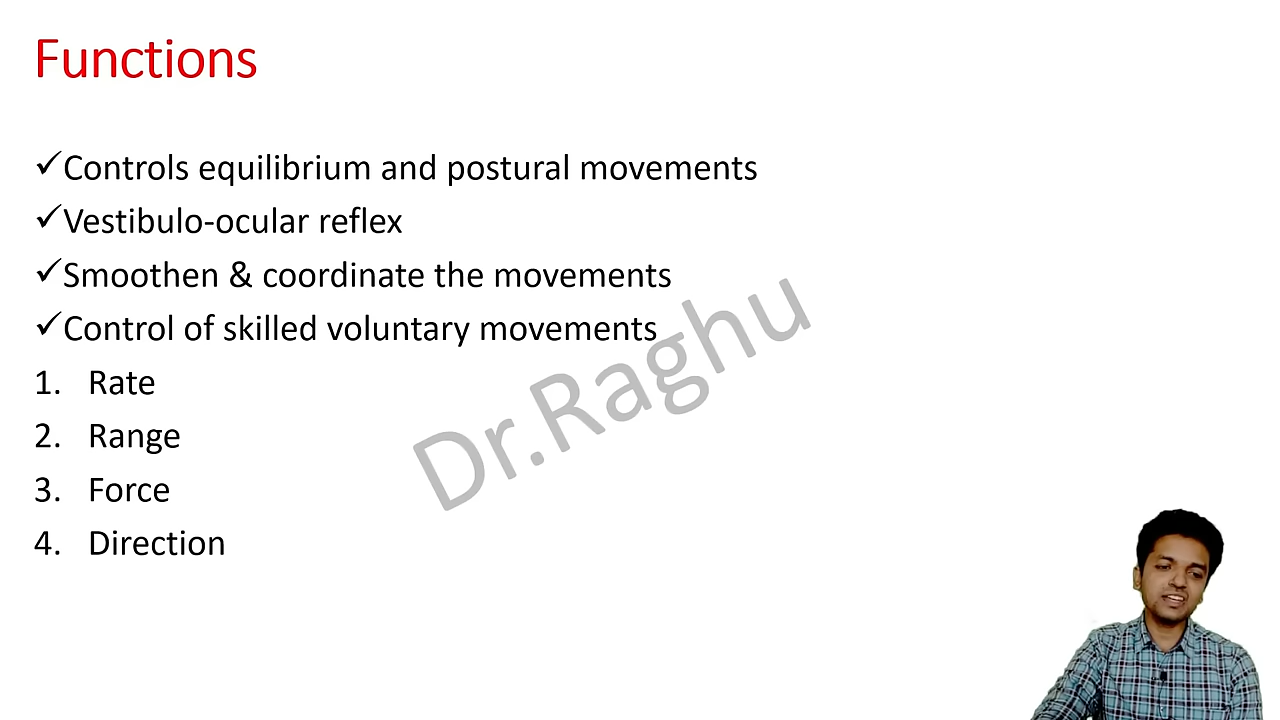 Functions
✓Controls equilibrium and postural movements
✓Vestibulo-ocular reflex
✓Smoothen & coordinate the movements
✓Control of skilled voluntary movements
1. Rate
2. Range
3. Force
4. Direction
Dr.Raghu